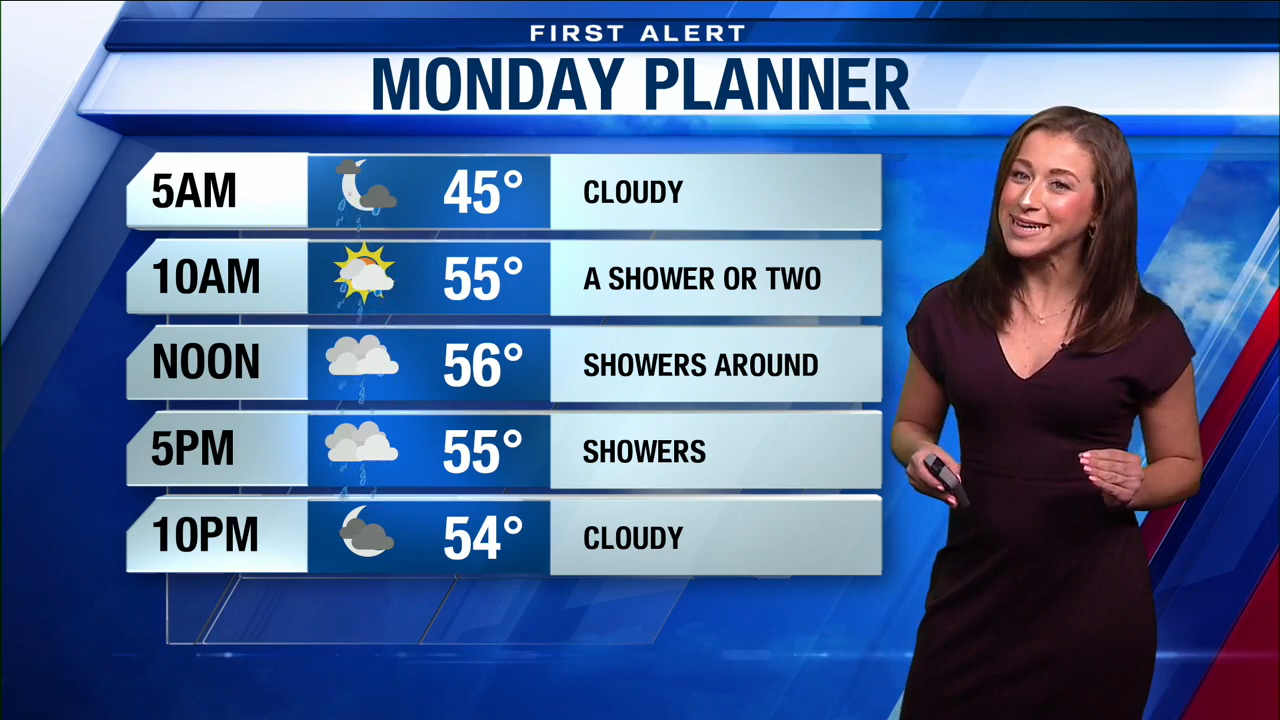 FIRST ALERT
MONDAY PLANNER
5AM 45° CLOUDY
10AM 55° A SHOWER OR TWO
NOON 56° SHOWERS AROUND
5PM 55° SHOWERS
10PM 54° CLOUDY